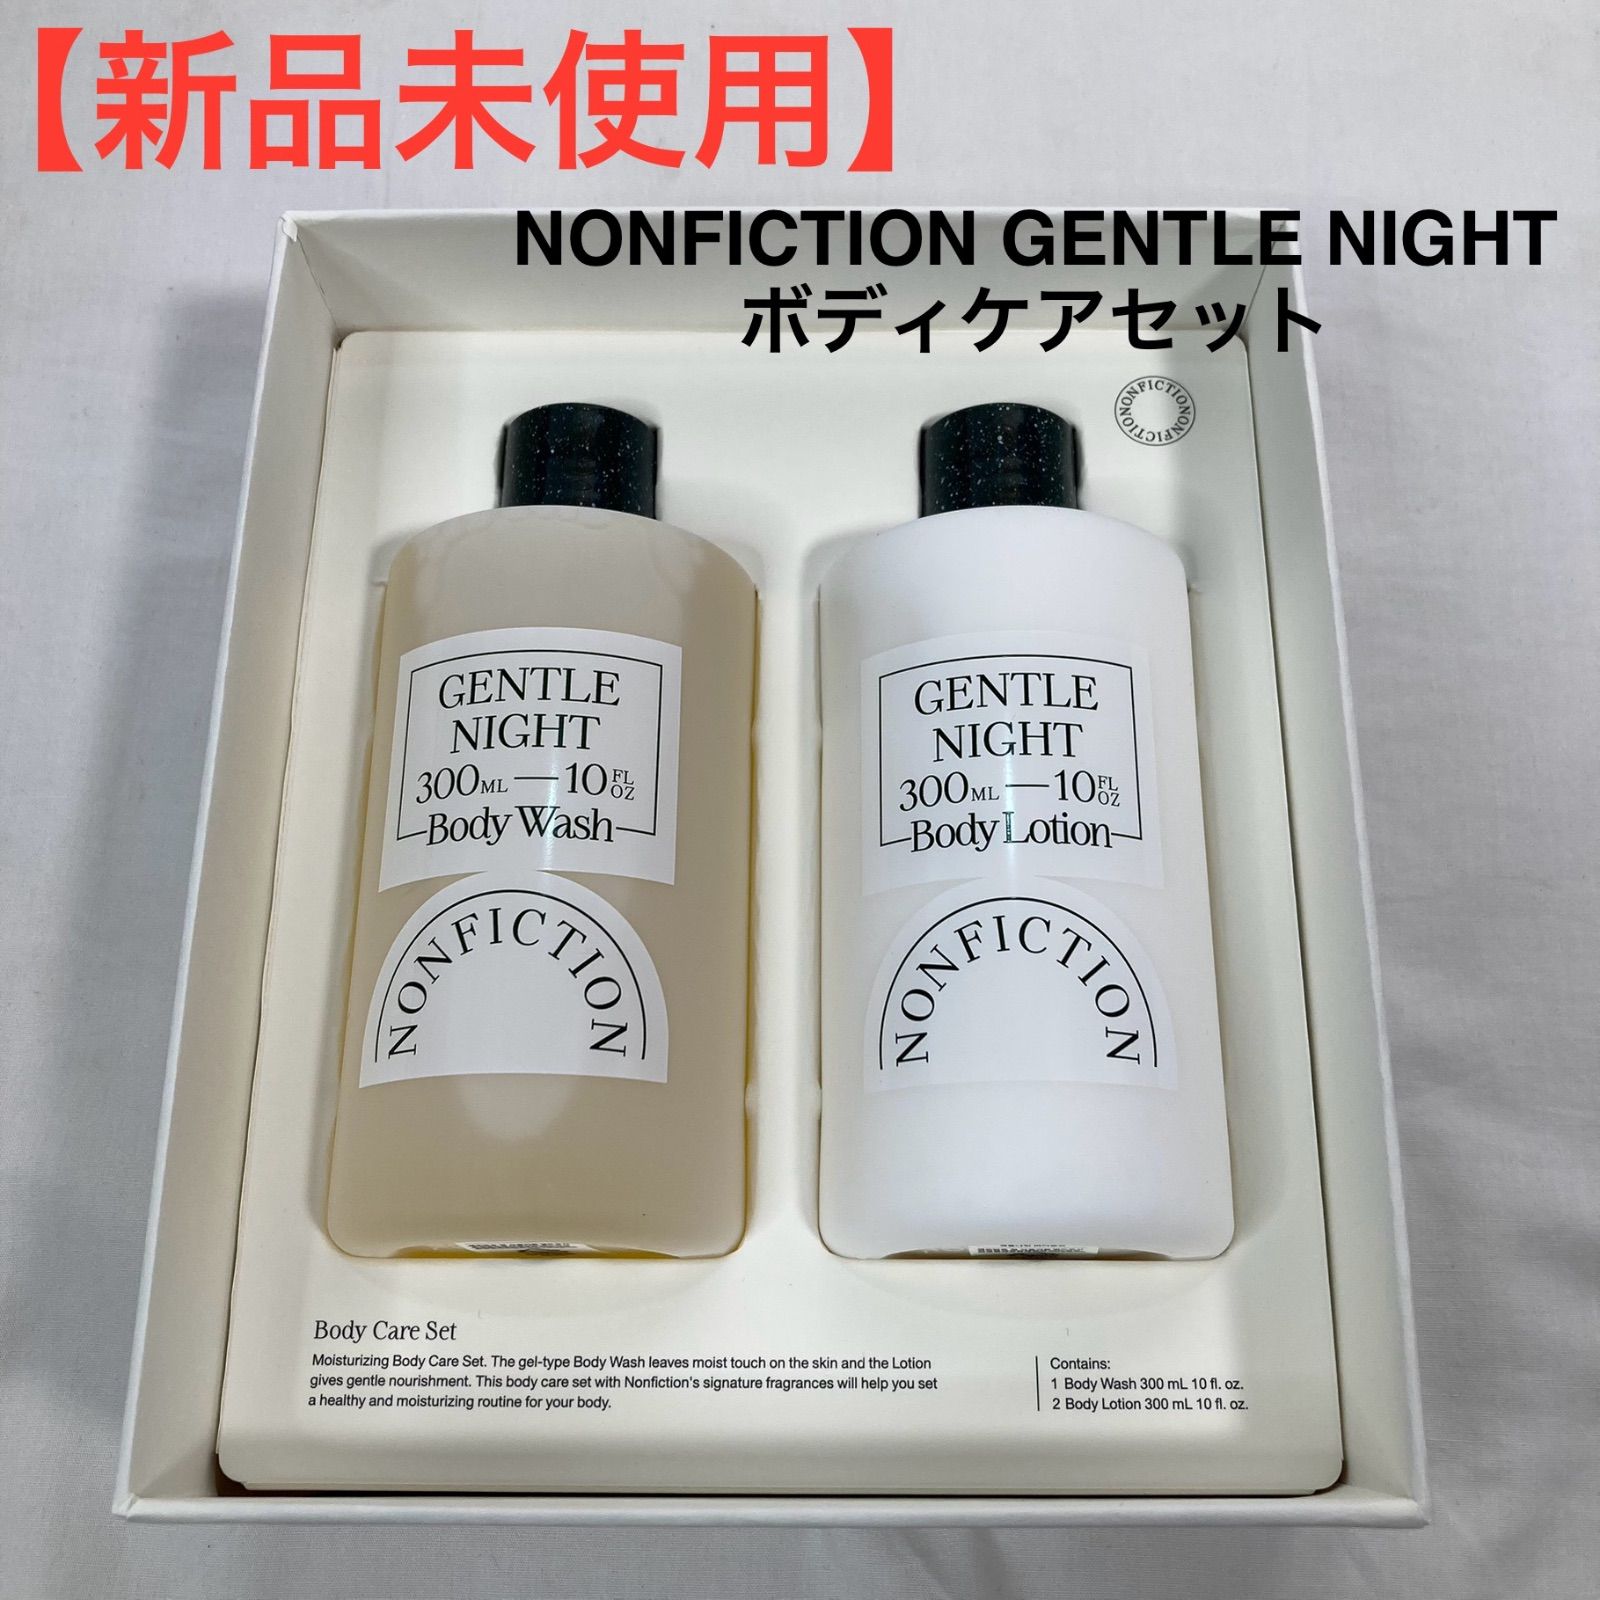 【新品未使用】
NONFICTION GENTLE NIGHT
ボディケアセット
NONFICTIONNONFICTION
GENTLE
NIGHT
300ML—10FL OZ
Body Wash
NONFICTION
GENTLE
NIGHT
300ML—10FL OZ
Body Lotion
NONFICTION
Body Care Set
Moisturizing Body Care Set. The gel-type Body Wash leaves moist touch on the skin and the Lotion
gives gentle nourishment. This body care set with Nonfiction's signature fragrances will help you set
a healthy and moisturizing routine for your body.
Contains:
1 Body Wash 300 mL 10 fl. oz.
2 Body Lotion 300 mL 10 fl. oz.